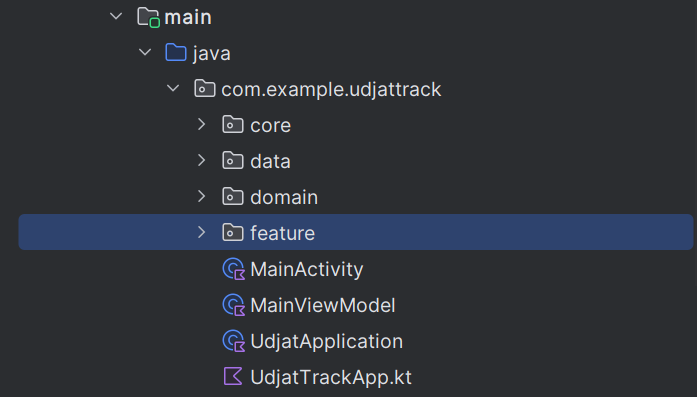 main
java
com.example.udjattrack
core
data
domain
feature
MainActivity
MainViewModel
UdjatApplication
UdjatTrackApp.kt